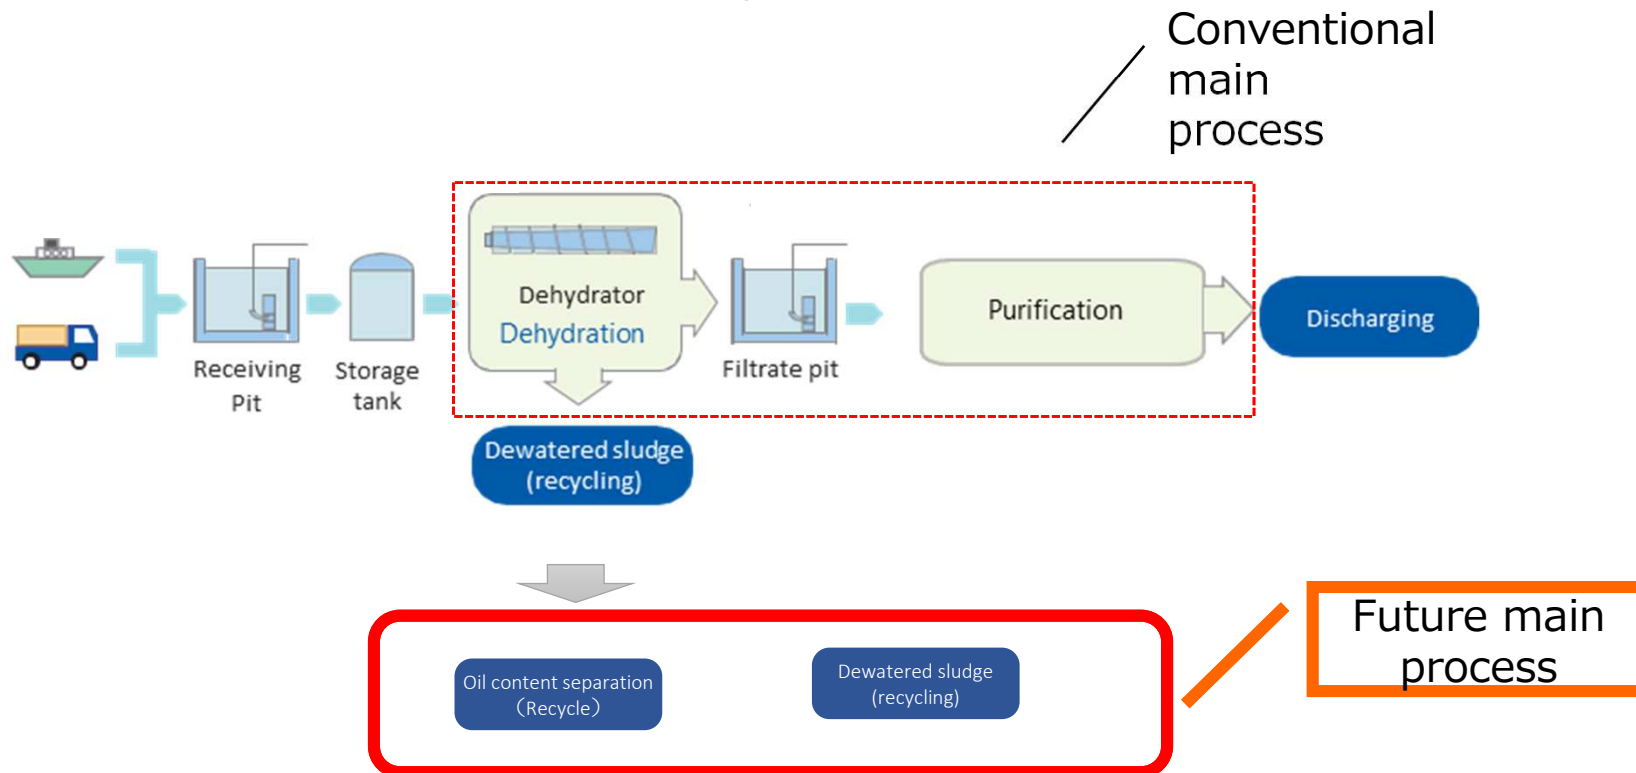 Conventional
main
process
Dehydrator
Dehydration
Receiving
Pit
Storage
tank
Filtrate pit
Purification
Discharging
Dewatered sludge
(recycling)
Future main
process
Oil content separation
（Recycle）
Dewatered sludge
(recycling)